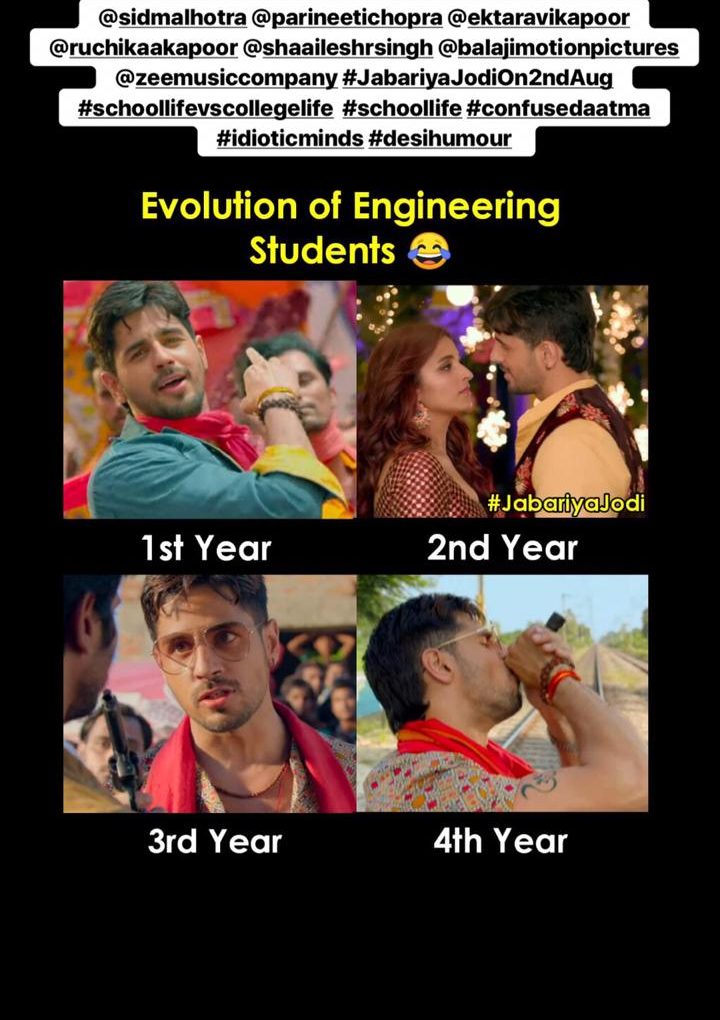 @sidmalhotra @parineetichopra @ektaravikapoor
@ruchikaakapoor @shaaileshrsingh @balajimotionpictures
@zeemusiccompany #JabariyaJodiOn2ndAug
#schoollifevscollegelife #schoollife #confusedaatma
#idioticminds #desihumour
Evolution of Engineering
Students 😂
#JabariyaJodi
1st Year
2nd Year
3rd Year
4th Year